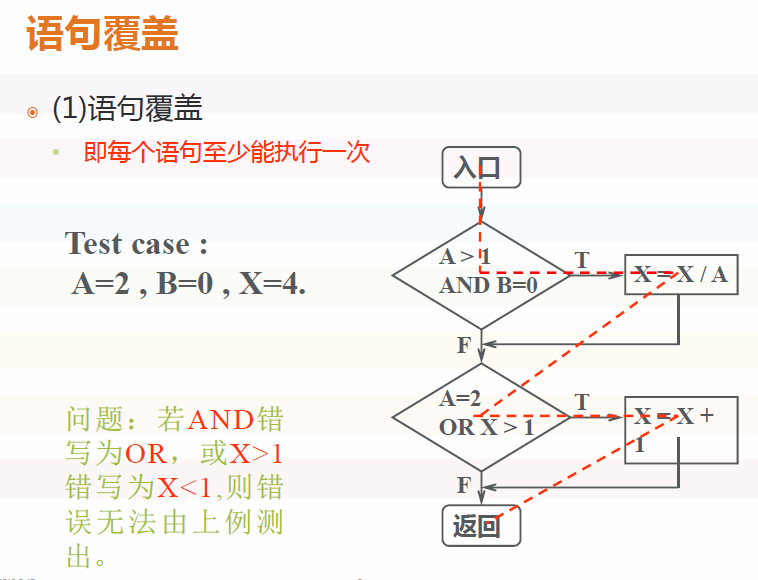 语句覆盖
(1)语句覆盖
即每个语句至少能执行一次
Test case :
A=2 , B=0 , X=4.
问题：若AND错
写为OR，或X>1
错写为X<1,则错
误无法由上例测
出。
入口
A > 1
AND B=0
T
X = X / A
F
A=2
OR X > 1
T
X = X +
1
F
返回